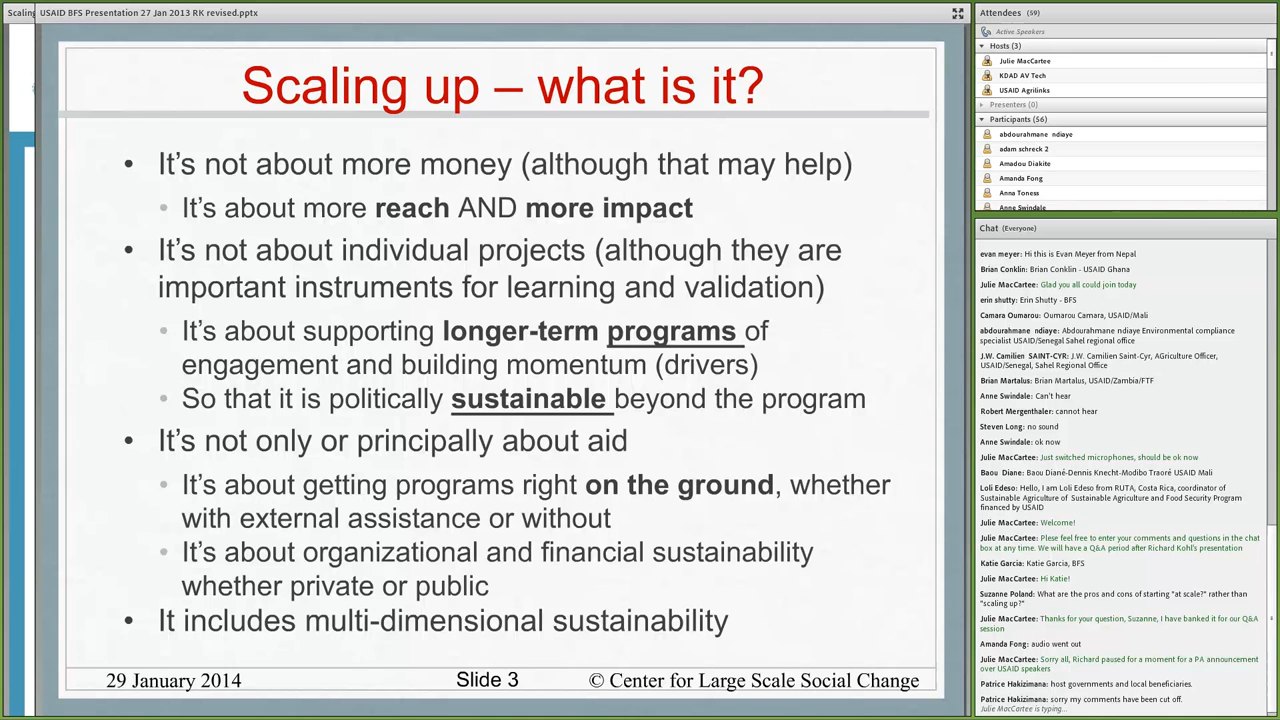 Scaling
USAID BFS Presentation 27 Jan 2013 RK revised.pptx
Scaling up – what is it?
• It's not about more money (although that may help)
• It's about more reach AND more impact
• It's not about individual projects (although they are
important instruments for learning and validation)
• It's about supporting longer-term programs of
engagement and building momentum (drivers)
• So that it is politically sustainable beyond the program
• It's not only or principally about aid
• It's about getting programs right on the ground, whether
with external assistance or without
• It's about organizational and financial sustainability
whether private or public
• It includes multi-dimensional sustainability
29 January 2014
Slide 3
© Center for Large Scale Social Change
Attendees (59)
Active Speakers
Hosts (3)
Julie MacCartee
KDAD AV Tech
USAID Agrilinks
Presenters (0)
Participants (56)
abdourahmane ndiaye
adam schreck 2
Amadou Diakite
Amanda Fong
Anna Toness
Anne Swindale
Chat (Everyone)
evan meyer: Hi this is Evan Meyer from Nepal
Brian Conklin: Brian Conklin - USAID Ghana
Julie MacCartee: Glad you all could join today
erin shutty: Erin Shutty - BFS
Camara Oumarou: Oumarou Camara, USAID/Mali
abdourahmane ndiaye: Abdourahmane ndiaye Environmental compliance
specialist USAID/Senegal Sahel regional office
J.W. Camilien SAINT-CYR: J.W. Camilien Saint-Cyr, AGriculture Officer,
USAID/Senegal, Sahel Regional Office
Brian Martalus: Brian Martalus, USAID/Zambia/FTF
Anne Swindale: Can't hear
Robert Mergenthaler: cannot hear
Steven Long: no sound
Anne Swindale: ok now
Julie MacCartee: Just switched microphones, should be ok now
Baou Diane: Baou Diané-Dennis Knecht-Modibo Traoré USAID Mali
Loli Edeso: Hello, I am Loli Edeso from RUTA, Costa Rica, coordinator of
Sustainable Agriculture of Sustainable Agriculture and Food Security Program
financed by USAID
Julie MacCartee: Welcome!
Julie MacCartee: Plese feel free to enter your comments and questions in the chat
box at any time. We will have a Q&A period after Richard Kohl's presentation
Katie Garcia: Katie Garcia, BFS
Julie MacCartee: Hi Katie!
Suzanne Poland: What are the pros and cons of starting "at scale?" rather than
"scaling up?"
Julie MacCartee: Thanks for your question, Suzanne, I have banked it for our Q&A
session
Amanda Fong: audio went out
Julie MacCartee: Sorry all, Richard paused for a moment for a PA announcement
over USAID speakers
Patrice Hakizimana: host governments and local beneficiaries.
Patrice Hakizimana: sorry my comments have been cut off.
Julie MacCartee is typing...